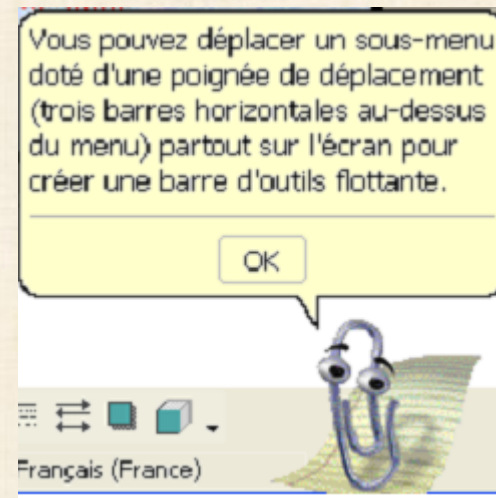 Vous pouvez déplacer un sous-menu
doté d'une poignée de déplacement
(trois barres horizontales au-dessus
du menu) partout sur l'écran pour
créer une barre d'outils flottante.
OK
Français (France)